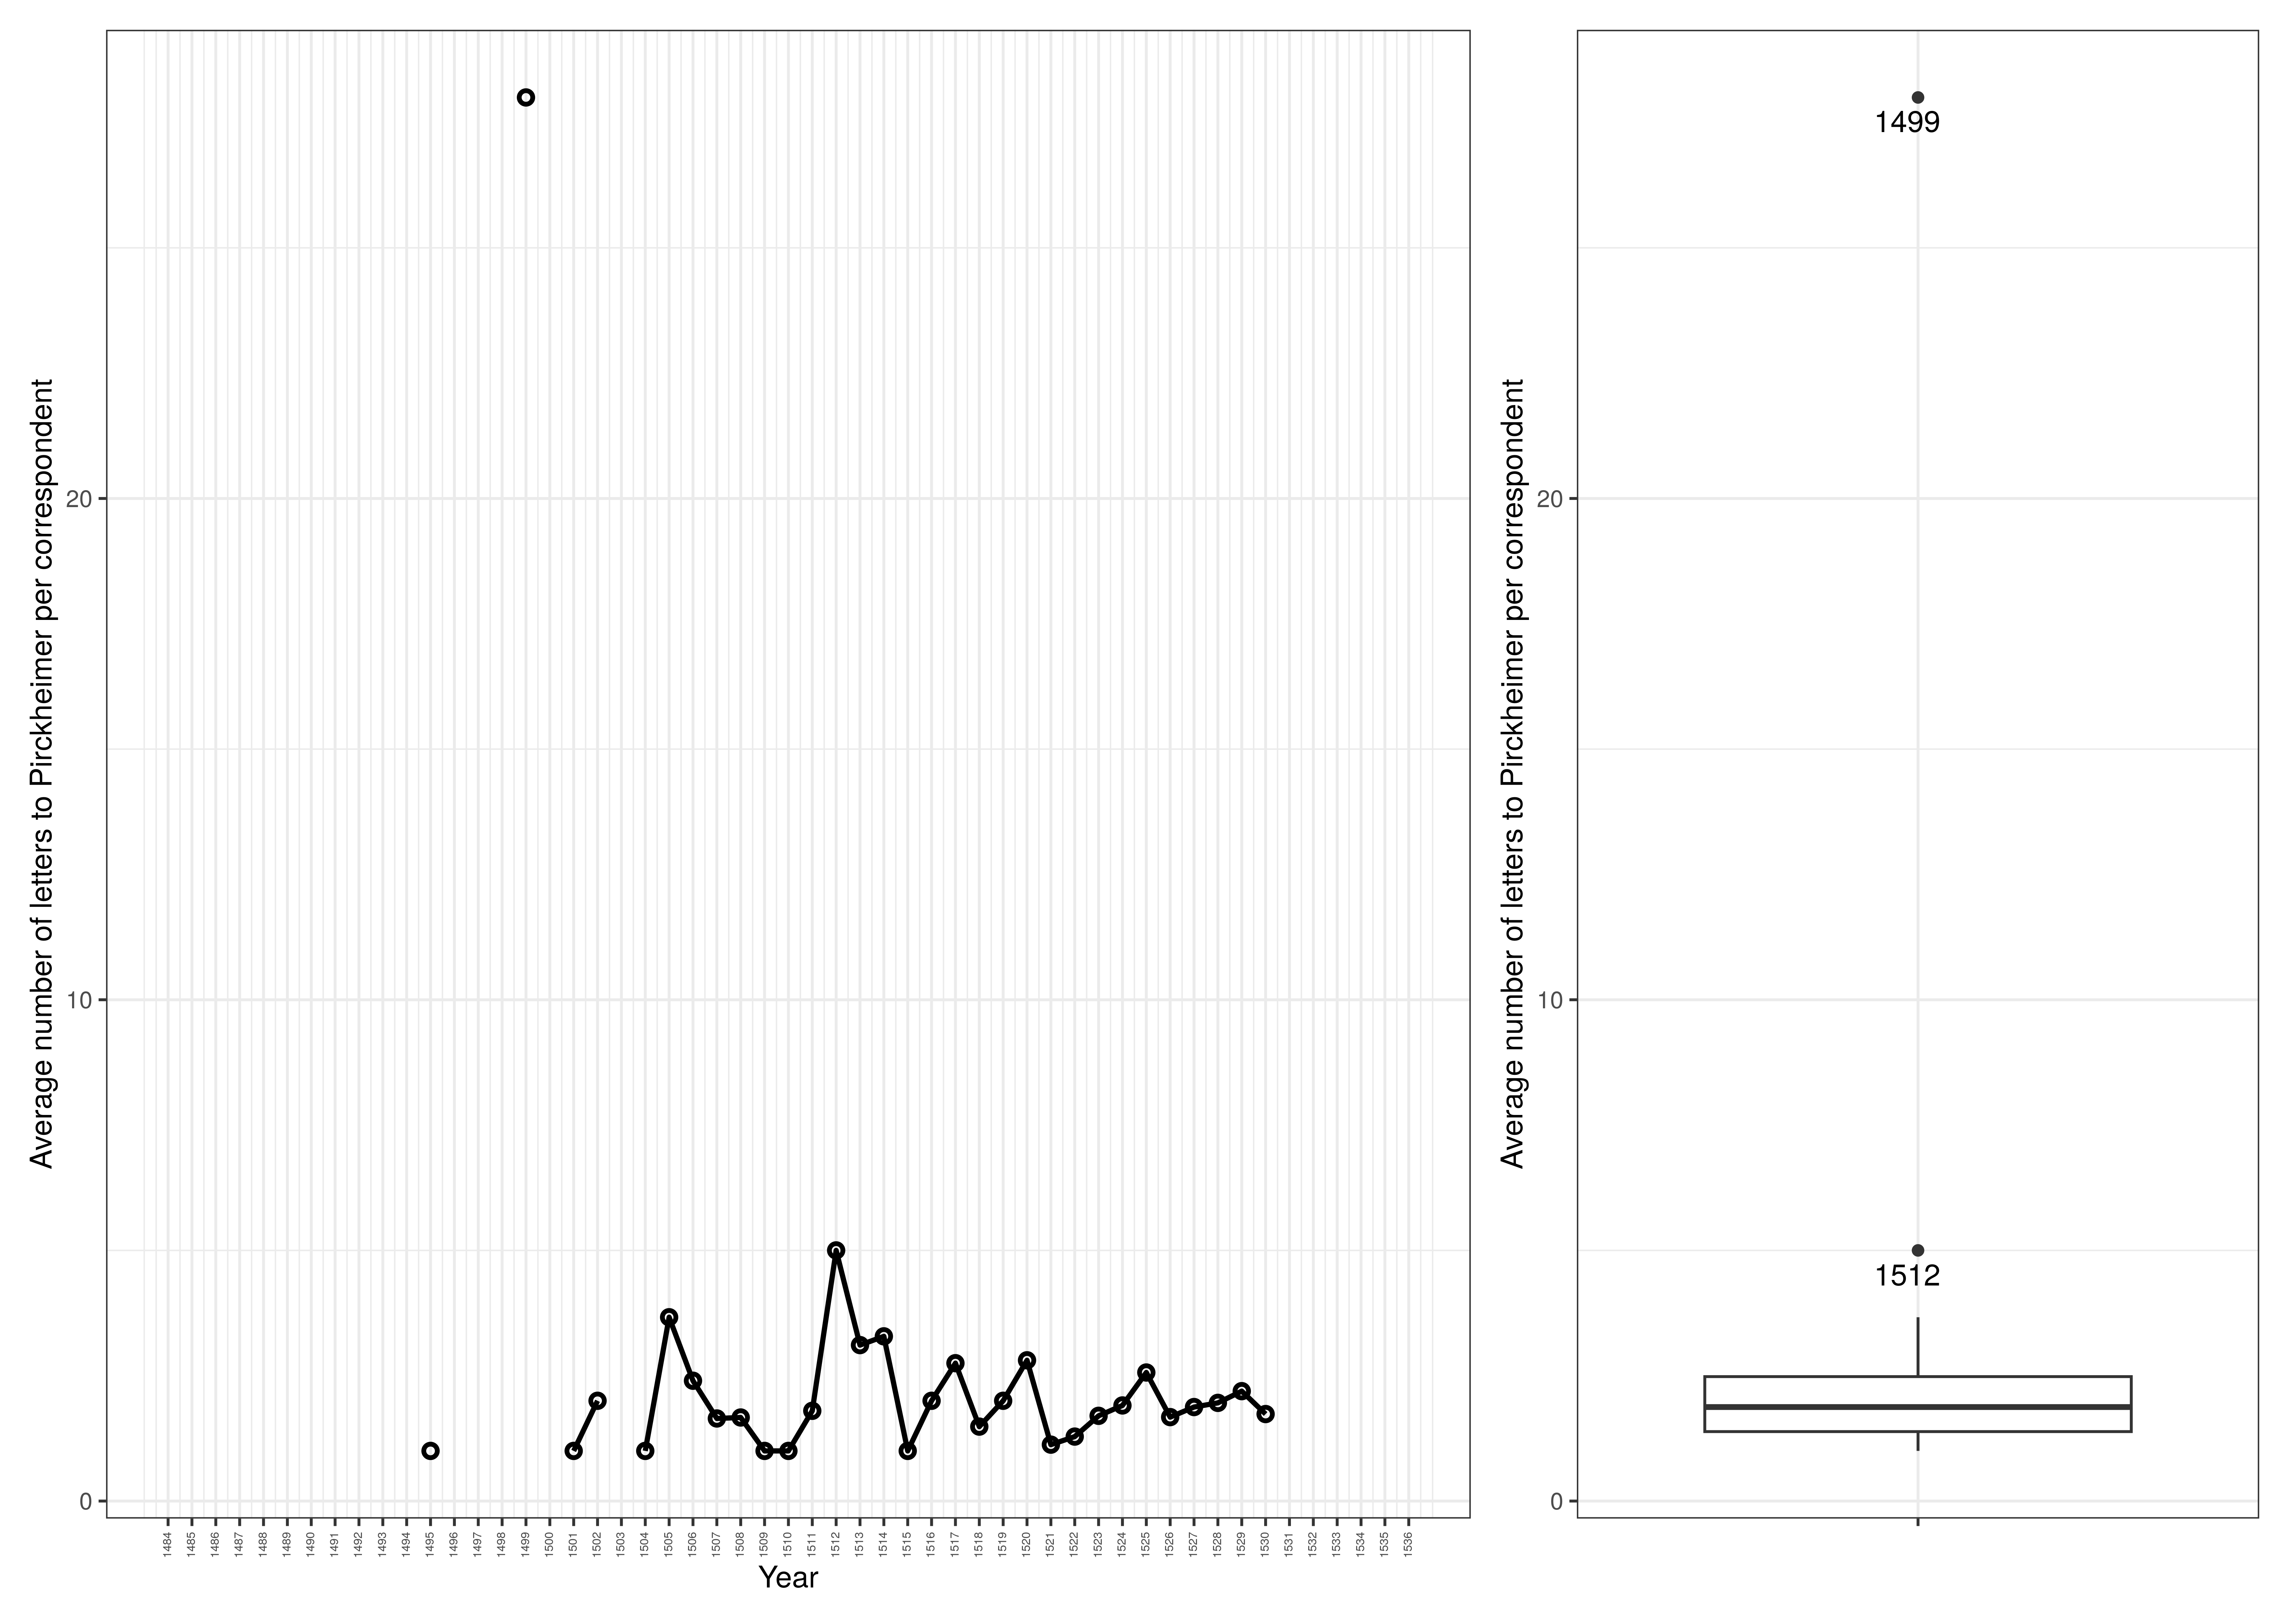 Average number of letters to Pirckheimer per correspondent
20
10
0
1484 1485 1486 1487 1488 1489 1490 1491 1492 1493 1494 1495 1496 1497 1498 1499 1500 1501 1502 1503 1504 1505 1506 1507 1508 1509 1510 1511 1512 1513 1514 1515 1516 1517 1518 1519 1520 1521 1522 1523 1524 1525 1526 1527 1528 1529 1530 1531 1532 1533 1534 1535 1536
Year
Average number of letters to Pirckheimer per correspondent
20
10
0
1499
1512